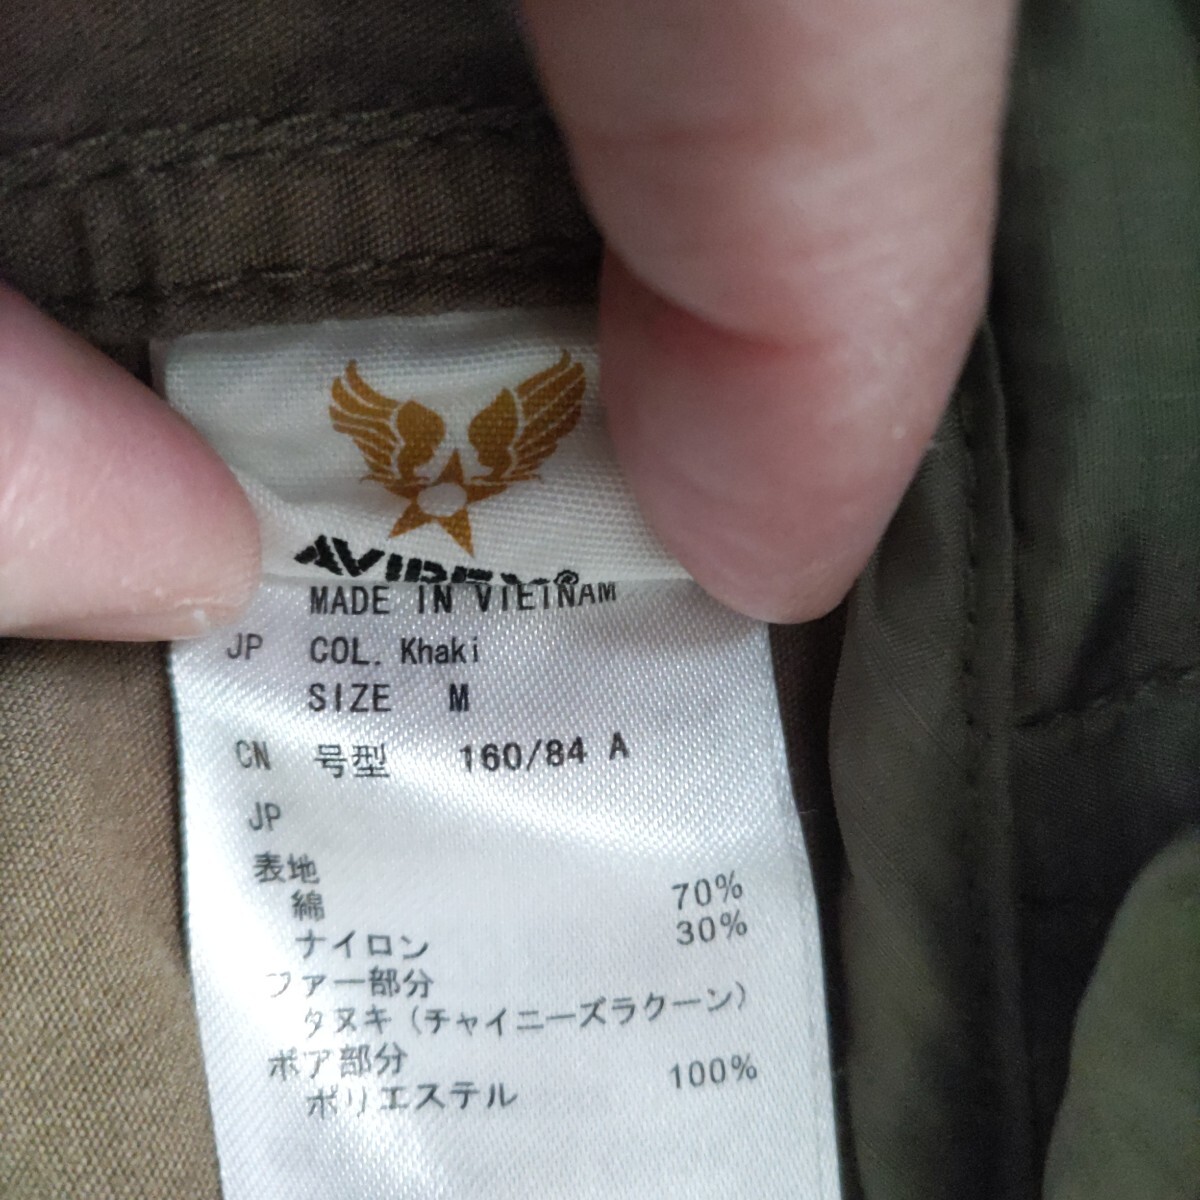 AVIREX®
MADE IN VIETNAM
JP COL. Khaki
SIZE M
CN 号型 160/84 A
JP
表地
綿 70%
ナイロン 30%
ファー部分
タヌキ(チャイニーズラクーン)
ボア部分
ポリエステル 100%